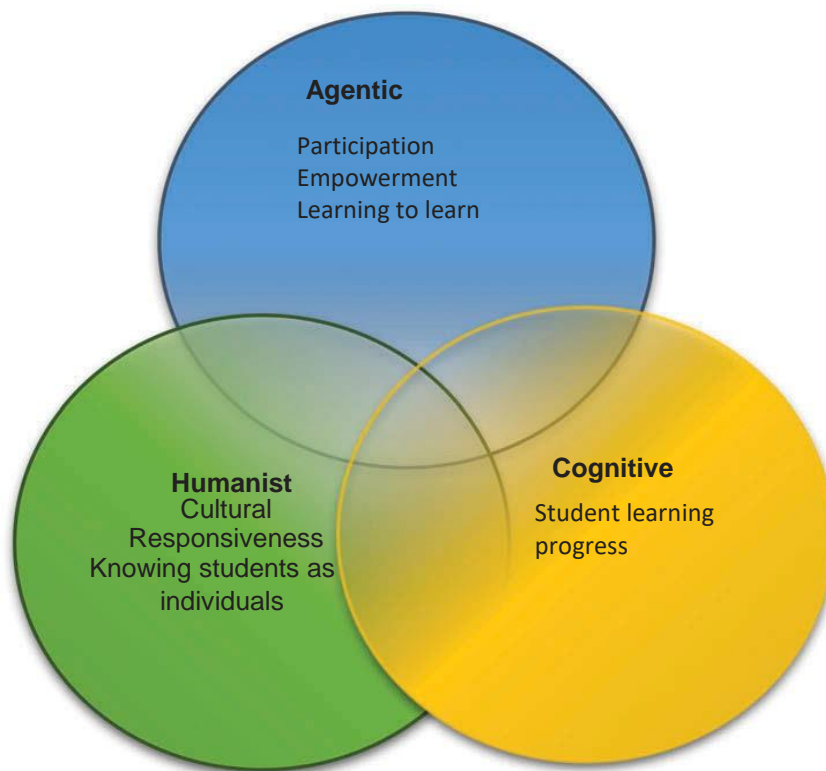 Agentic
Participation
Empowerment
Learning to learn
Humanist
Cultural
Responsiveness
Knowing students as
individuals
Cognitive
Student learning
progress